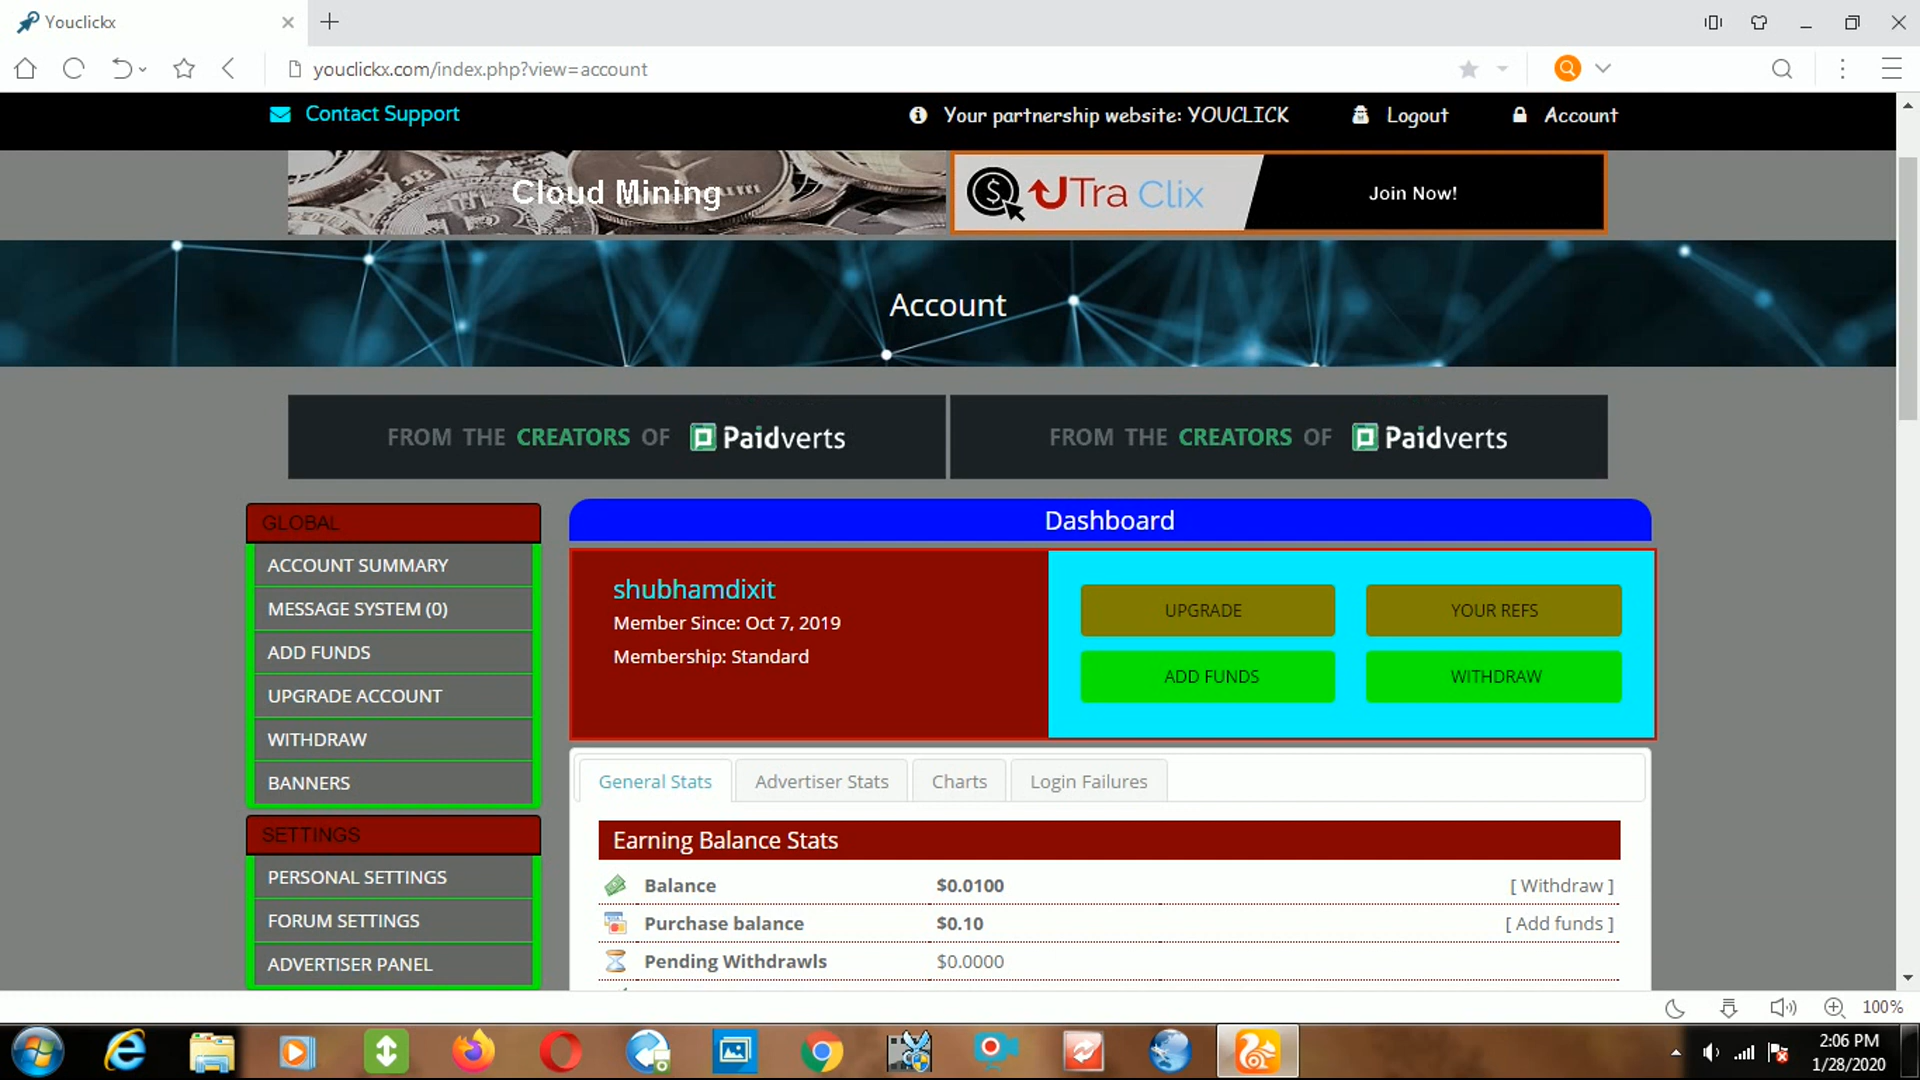 Youclickx
youclickx.com/index.php?view=account
Contact Support
Your partnership website: YOUCLICK
Logout
Account
Cloud Mining
UTra Clix
Join Now!
Account
FROM THE CREATORS OF Paidverts
FROM THE CREATORS OF Paidverts
GLOBAL
ACCOUNT SUMMARY
MESSAGE SYSTEM (0)
ADD FUNDS
UPGRADE ACCOUNT
WITHDRAW
BANNERS
SETTINGS
PERSONAL SETTINGS
FORUM SETTINGS
ADVERTISER PANEL
Dashboard
shubhamdixit
Member Since: Oct 7, 2019
Membership: Standard
UPGRADE
YOUR REFS
ADD FUNDS
WITHDRAW
General Stats
Advertiser Stats
Charts
Login Failures
Earning Balance Stats
Balance $0.0100 [ Withdraw ]
Purchase balance $0.10 [ Add funds ]
Pending Withdrawls $0.0000
100%
2:06 PM
1/28/2020